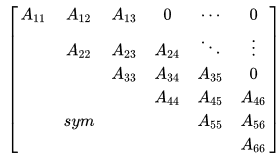 A₁₁ A₁₂ A₁₃ 0 ⋯ 0
A₂₂ A₂₃ A₂₄ ⋱ ⋮
A₃₃ A₃₄ A₃₅ 0
A₄₄ A₄₅ A₄₆
sym A₅₅ A₅₆
A₆₆